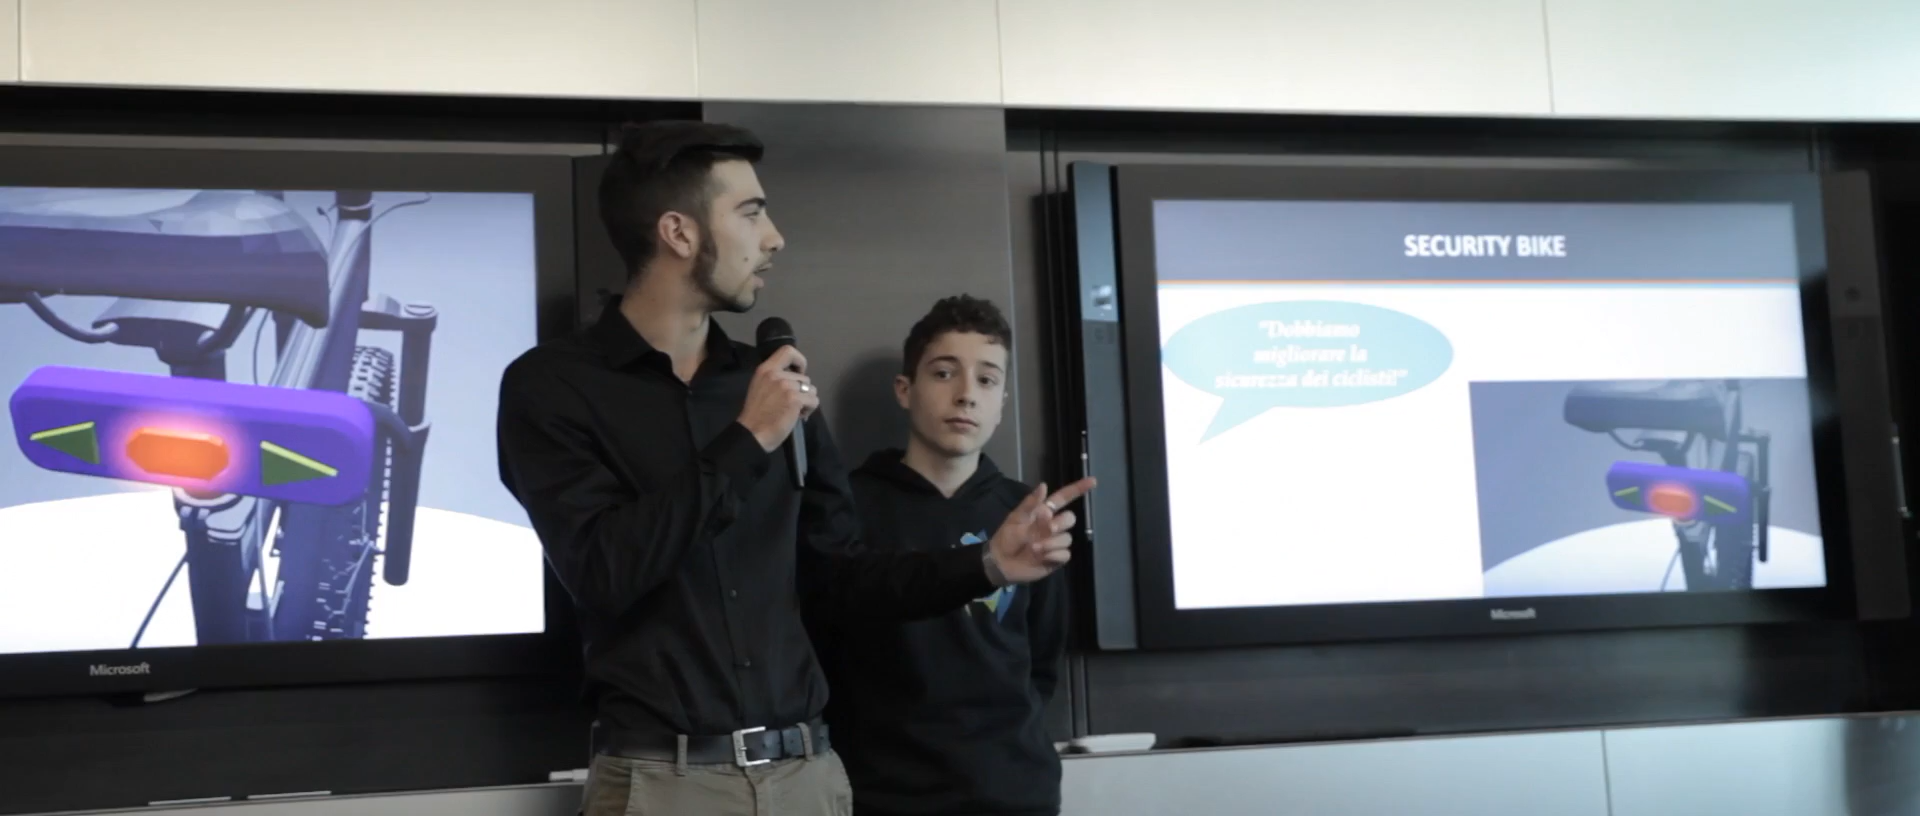 SECURITY BIKE
"Dobbiamo
migliorare la
sicurezza dei ciclisti!"
Microsoft
Microsoft